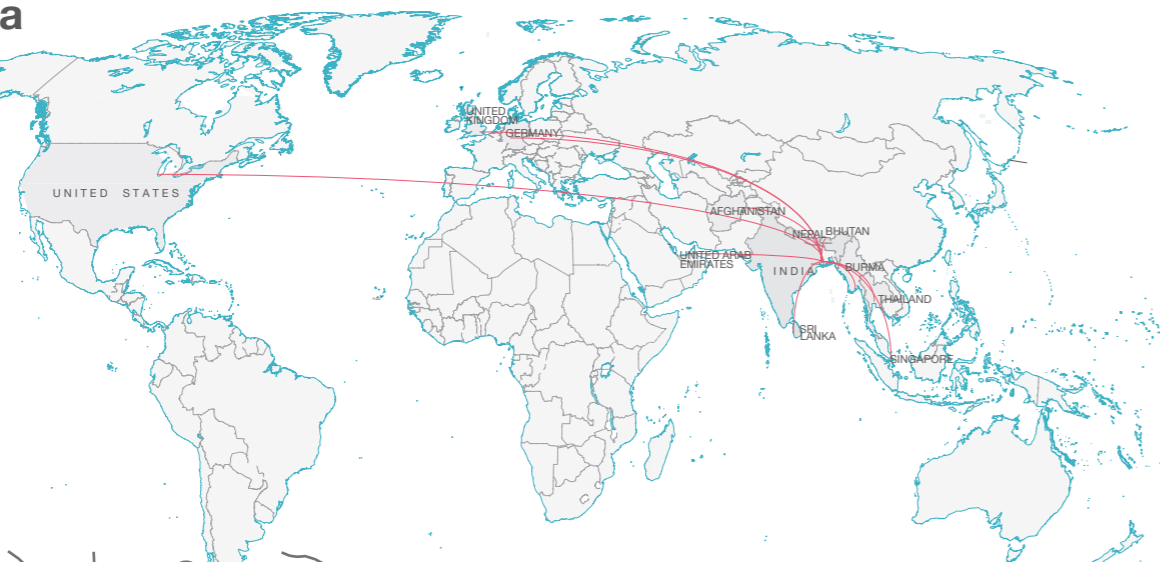 a
UNITED
KINGDOM
GERMANY
UNITED STATES
AFGHANISTAN
NEPAL
BHUTAN
UNITED ARAB
EMIRATES
INDIA
BURMA
THAILAND
SRI
LANKA
SINGAPORE